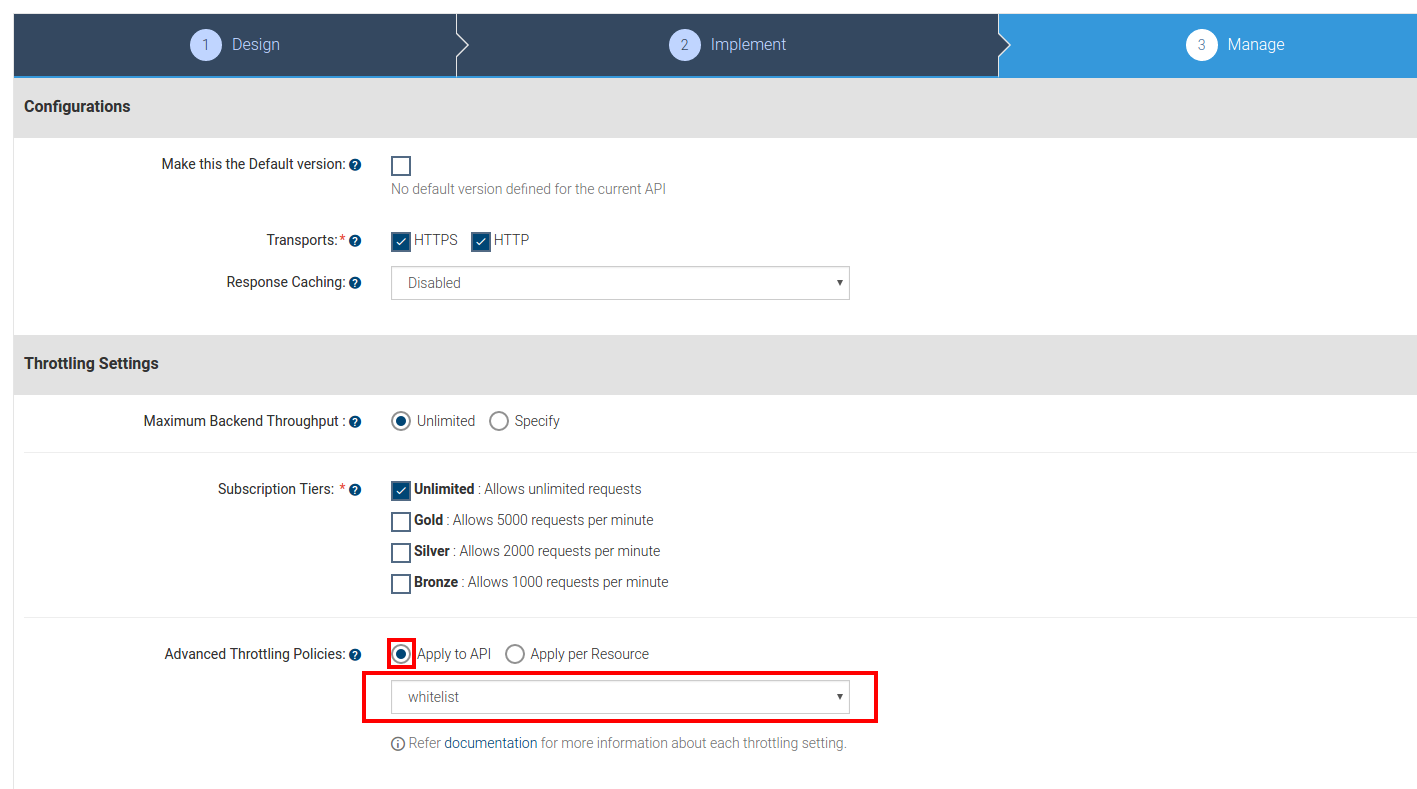 1 Design 2 Implement 3 Manage
Configurations
Make this the Default version: ?
No default version defined for the current API
Transports:* ? HTTPS HTTP
Response Caching: ? Disabled
Throttling Settings
Maximum Backend Throughput : ? Unlimited Specify
Subscription Tiers: * ? Unlimited : Allows unlimited requests
Gold : Allows 5000 requests per minute
Silver : Allows 2000 requests per minute
Bronze : Allows 1000 requests per minute
Advanced Throttling Policies: ? Apply to API Apply per Resource
whitelist
Refer documentation for more information about each throttling setting.